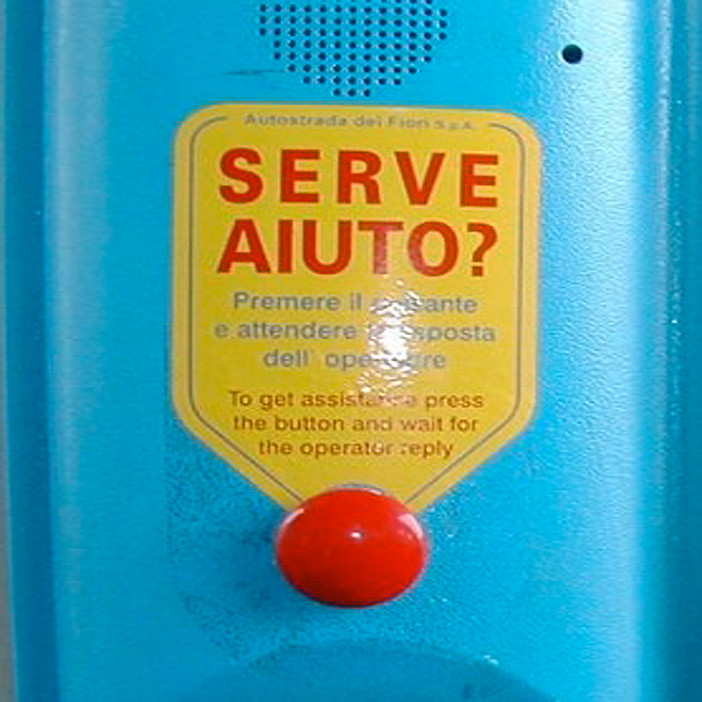 Autostrada dei Fiori S.p.A.
SERVE
AIUTO?
Premere il
e attendere
dell'
To get assistance press
the button and wait for
the operator reply